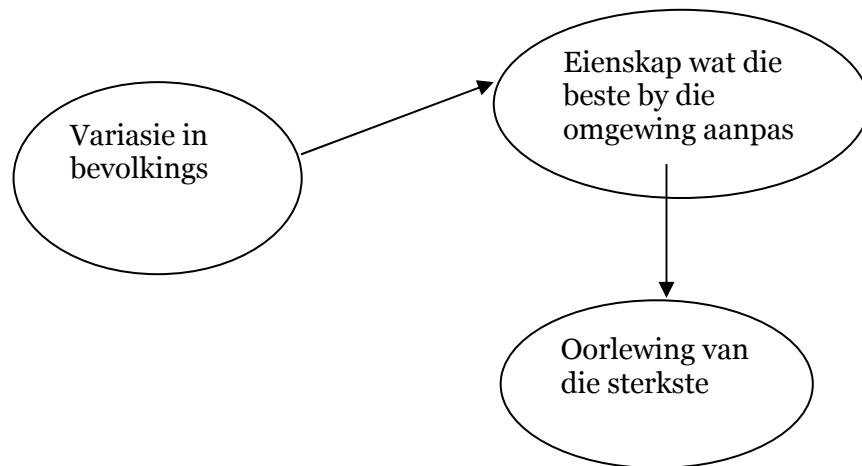 Variasie in
bevolkings
Eienskap wat die
beste by die
omgewing aanpas
Oorlewing van
die sterkste